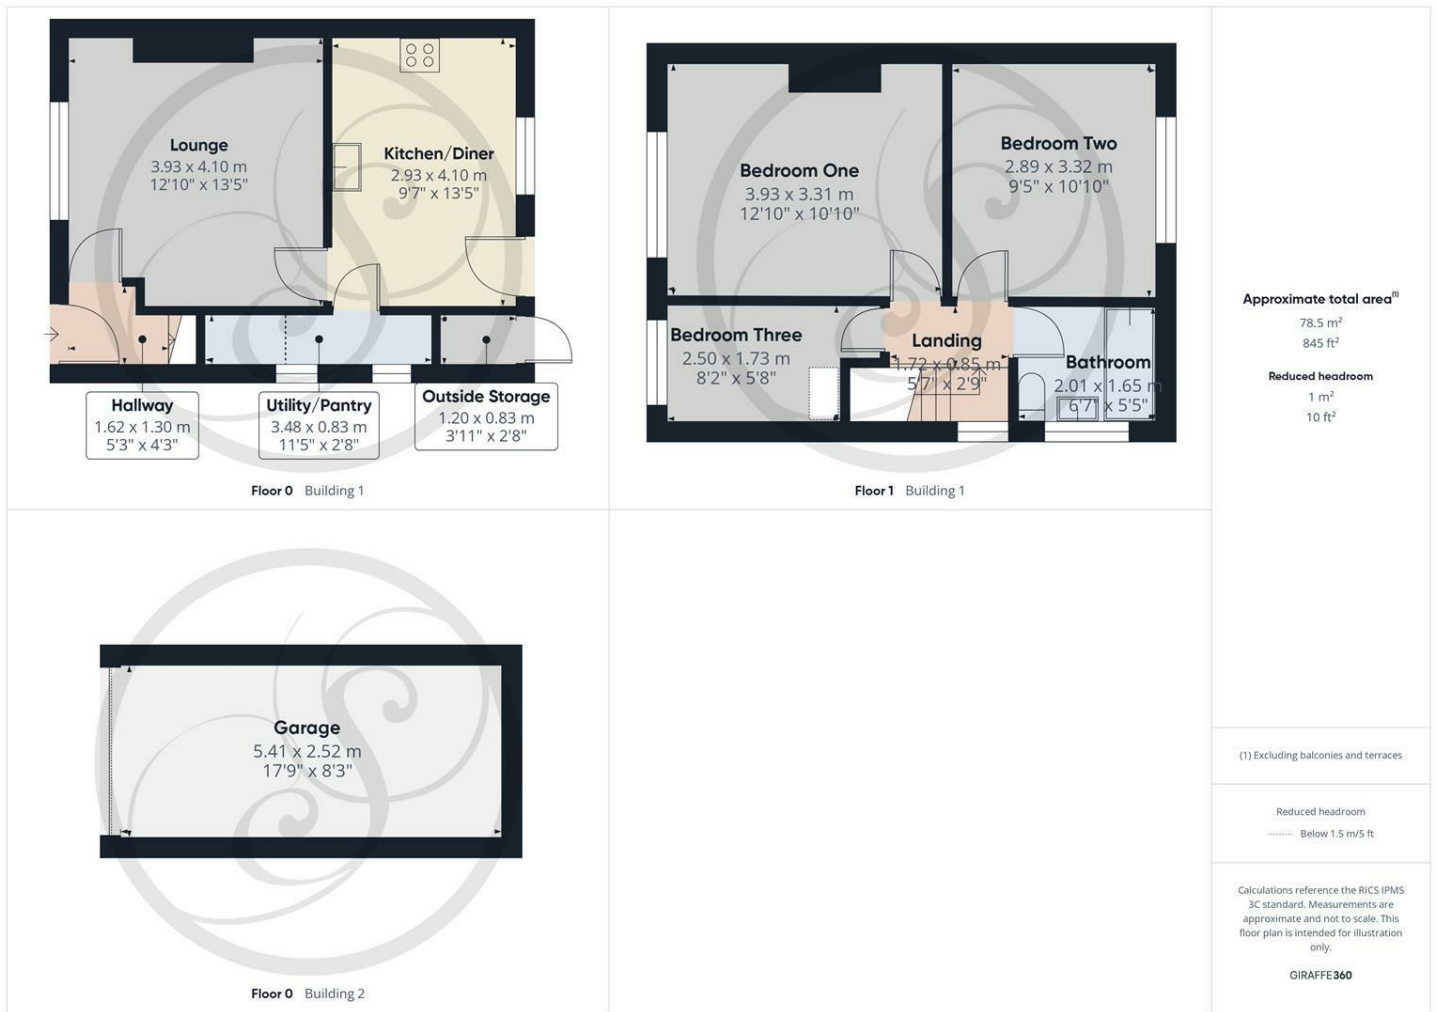 Lounge
3.93 x 4.10 m
12'10" x 13'5"
Kitchen/Diner
2.93 x 4.10 m
9'7" x 13'5"
Hallway
1.62 x 1.30 m
5'3" x 4'3"
Utility/Pantry
3.48 x 0.83 m
11'5" x 2'8"
Outside Storage
1.20 x 0.83 m
3'11" x 2'8"
Floor 0 Building 1
Bedroom One
3.93 x 3.31 m
12'10" x 10'10"
Bedroom Two
2.89 x 3.32 m
9'5" x 10'10"
Bedroom Three
2.50 x 1.73 m
8'2" x 5'8"
Landing
1.72 x 0.85 m
5'7" x 2'9"
Bathroom
2.01 x 1.65 m
6'7" x 5'5"
Floor 1 Building 1
Garage
5.41 x 2.52 m
17'9" x 8'3"
Floor 0 Building 2
Approximate total area(1)
78.5 m²
845 ft²
Reduced headroom
1 m²
10 ft²
(1) Excluding balconies and terraces
Reduced headroom
Below 1.5 m/5 ft
Calculations reference the RICS IPMS
3C standard. Measurements are
approximate and not to scale. This
floor plan is intended for illustration
only.
GIRAFFE360